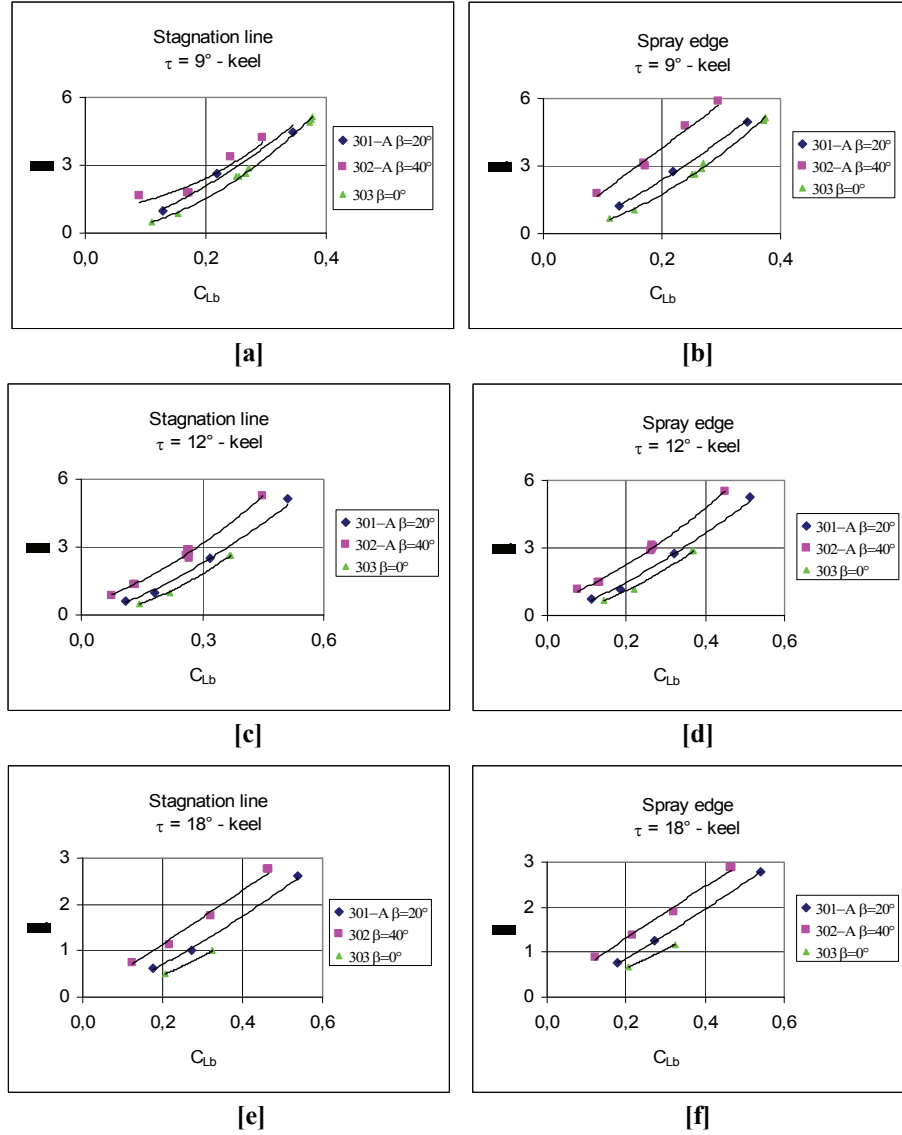 Stagnation line
τ = 9° - keel
6
3
0
0,0
0,2
0,4
C_Lb
301–A β=20°
302–A β=40°
303 β=0°
[a]
Spray edge
τ = 9° - keel
6
3
0
0,0
0,2
0,4
C_Lb
301–A β=20°
302–A β=40°
303 β=0°
[b]
Stagnation line
τ = 12° - keel
6
3
0
0,0
0,3
0,6
C_Lb
301–A β=20°
302–A β=40°
303 β=0°
[c]
Spray edge
τ = 12° - keel
6
3
0
0,0
0,2
0,4
0,6
C_Lb
301–A β=20°
302–A β=40°
303 β=0°
[d]
Stagnation line
τ = 18° - keel
3
2
1
0
0,0
0,2
0,4
0,6
C_Lb
301–A β=20°
302 β=40°
303 β=0°
[e]
Spray edge
τ = 18° - keel
3
2
1
0
0,0
0,2
0,4
0,6
C_Lb
301–A β=20°
302–A β=40°
303 β=0°
[f]